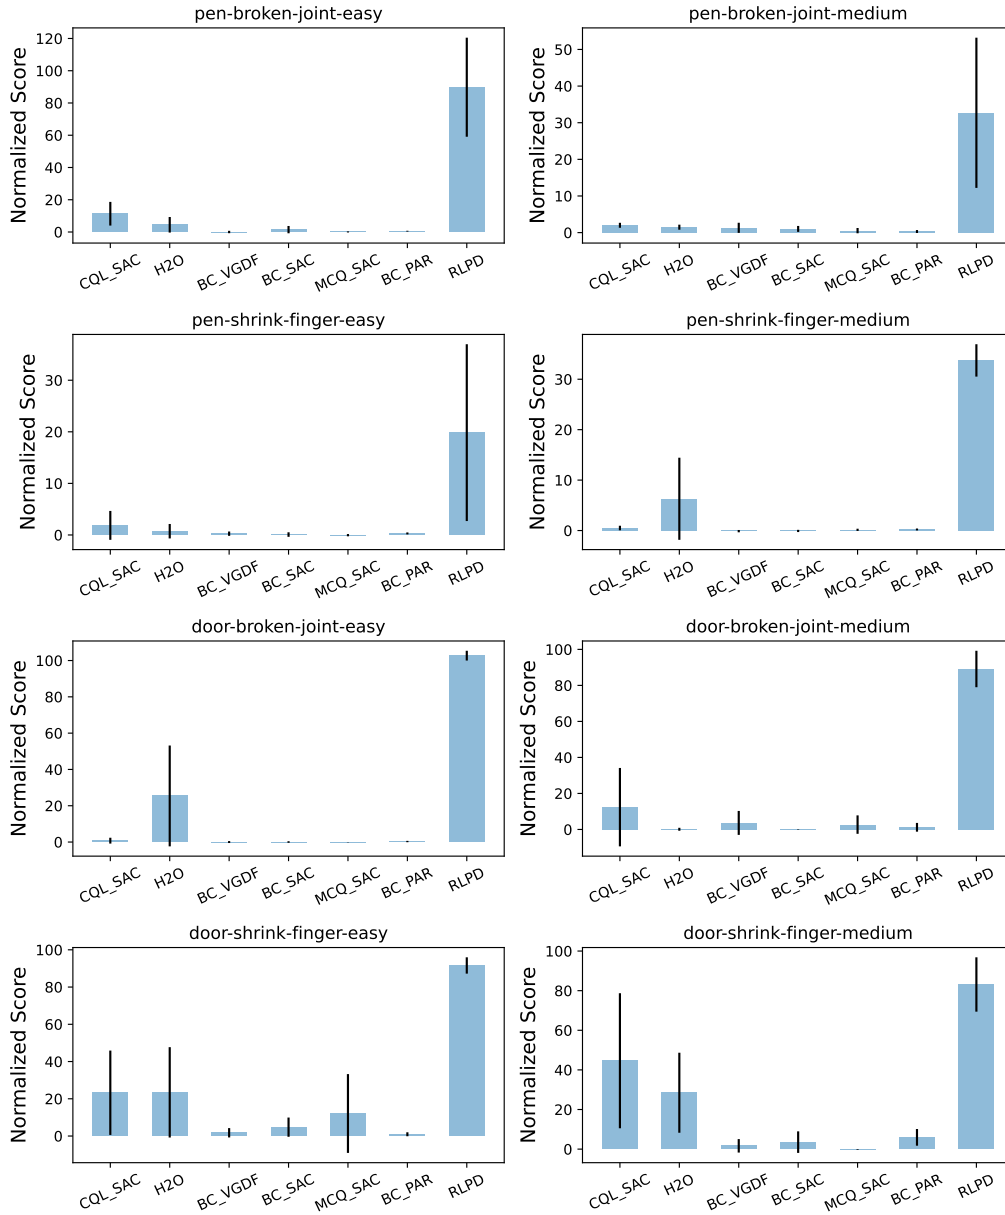 pen-broken-joint-easy
Normalized Score
120
100
80
60
40
20
0
CQL_SAC H2O BC_VGDF BC_SAC MCQ_SAC BC_PAR RLPD
pen-broken-joint-medium
Normalized Score
50
40
30
20
10
0
CQL_SAC H2O BC_VGDF BC_SAC MCQ_SAC BC_PAR RLPD
pen-shrink-finger-easy
Normalized Score
30
20
10
0
CQL_SAC H2O BC_VGDF BC_SAC MCQ_SAC BC_PAR RLPD
pen-shrink-finger-medium
Normalized Score
30
20
10
0
CQL_SAC H2O BC_VGDF BC_SAC MCQ_SAC BC_PAR RLPD
door-broken-joint-easy
Normalized Score
100
80
60
40
20
0
CQL_SAC H2O BC_VGDF BC_SAC MCQ_SAC BC_PAR RLPD
door-broken-joint-medium
Normalized Score
100
80
60
40
20
0
CQL_SAC H2O BC_VGDF BC_SAC MCQ_SAC BC_PAR RLPD
door-shrink-finger-easy
Normalized Score
100
80
60
40
20
0
CQL_SAC H2O BC_VGDF BC_SAC MCQ_SAC BC_PAR RLPD
door-shrink-finger-medium
Normalized Score
100
80
60
40
20
0
CQL_SAC H2O BC_VGDF BC_SAC MCQ_SAC BC_PAR RLPD